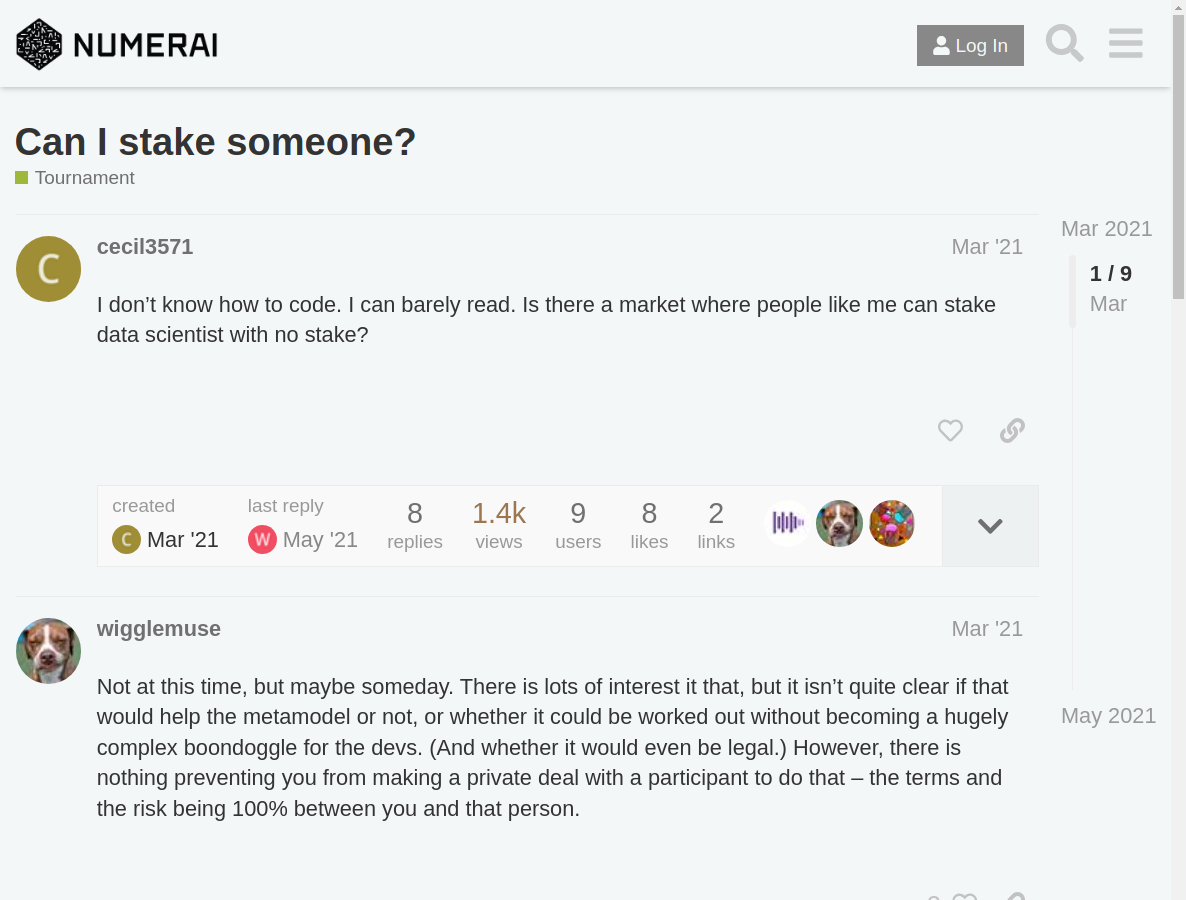 NUMERAI
Log In
Can I stake someone?
Tournament
Mar 2021
cecil3571
Mar '21
C
1 / 9
Mar
I don’t know how to code. I can barely read. Is there a market where people like me can stake
data scientist with no stake?
created
last reply
8
1.4k
9
8
2
C
Mar '21
W
May '21
replies
views
users
likes
links
wigglemuse
Mar '21
Not at this time, but maybe someday. There is lots of interest it that, but it isn’t quite clear if that
would help the metamodel or not, or whether it could be worked out without becoming a hugely
May 2021
complex boondoggle for the devs. (And whether it would even be legal.) However, there is
nothing preventing you from making a private deal with a participant to do that – the terms and
the risk being 100% between you and that person.